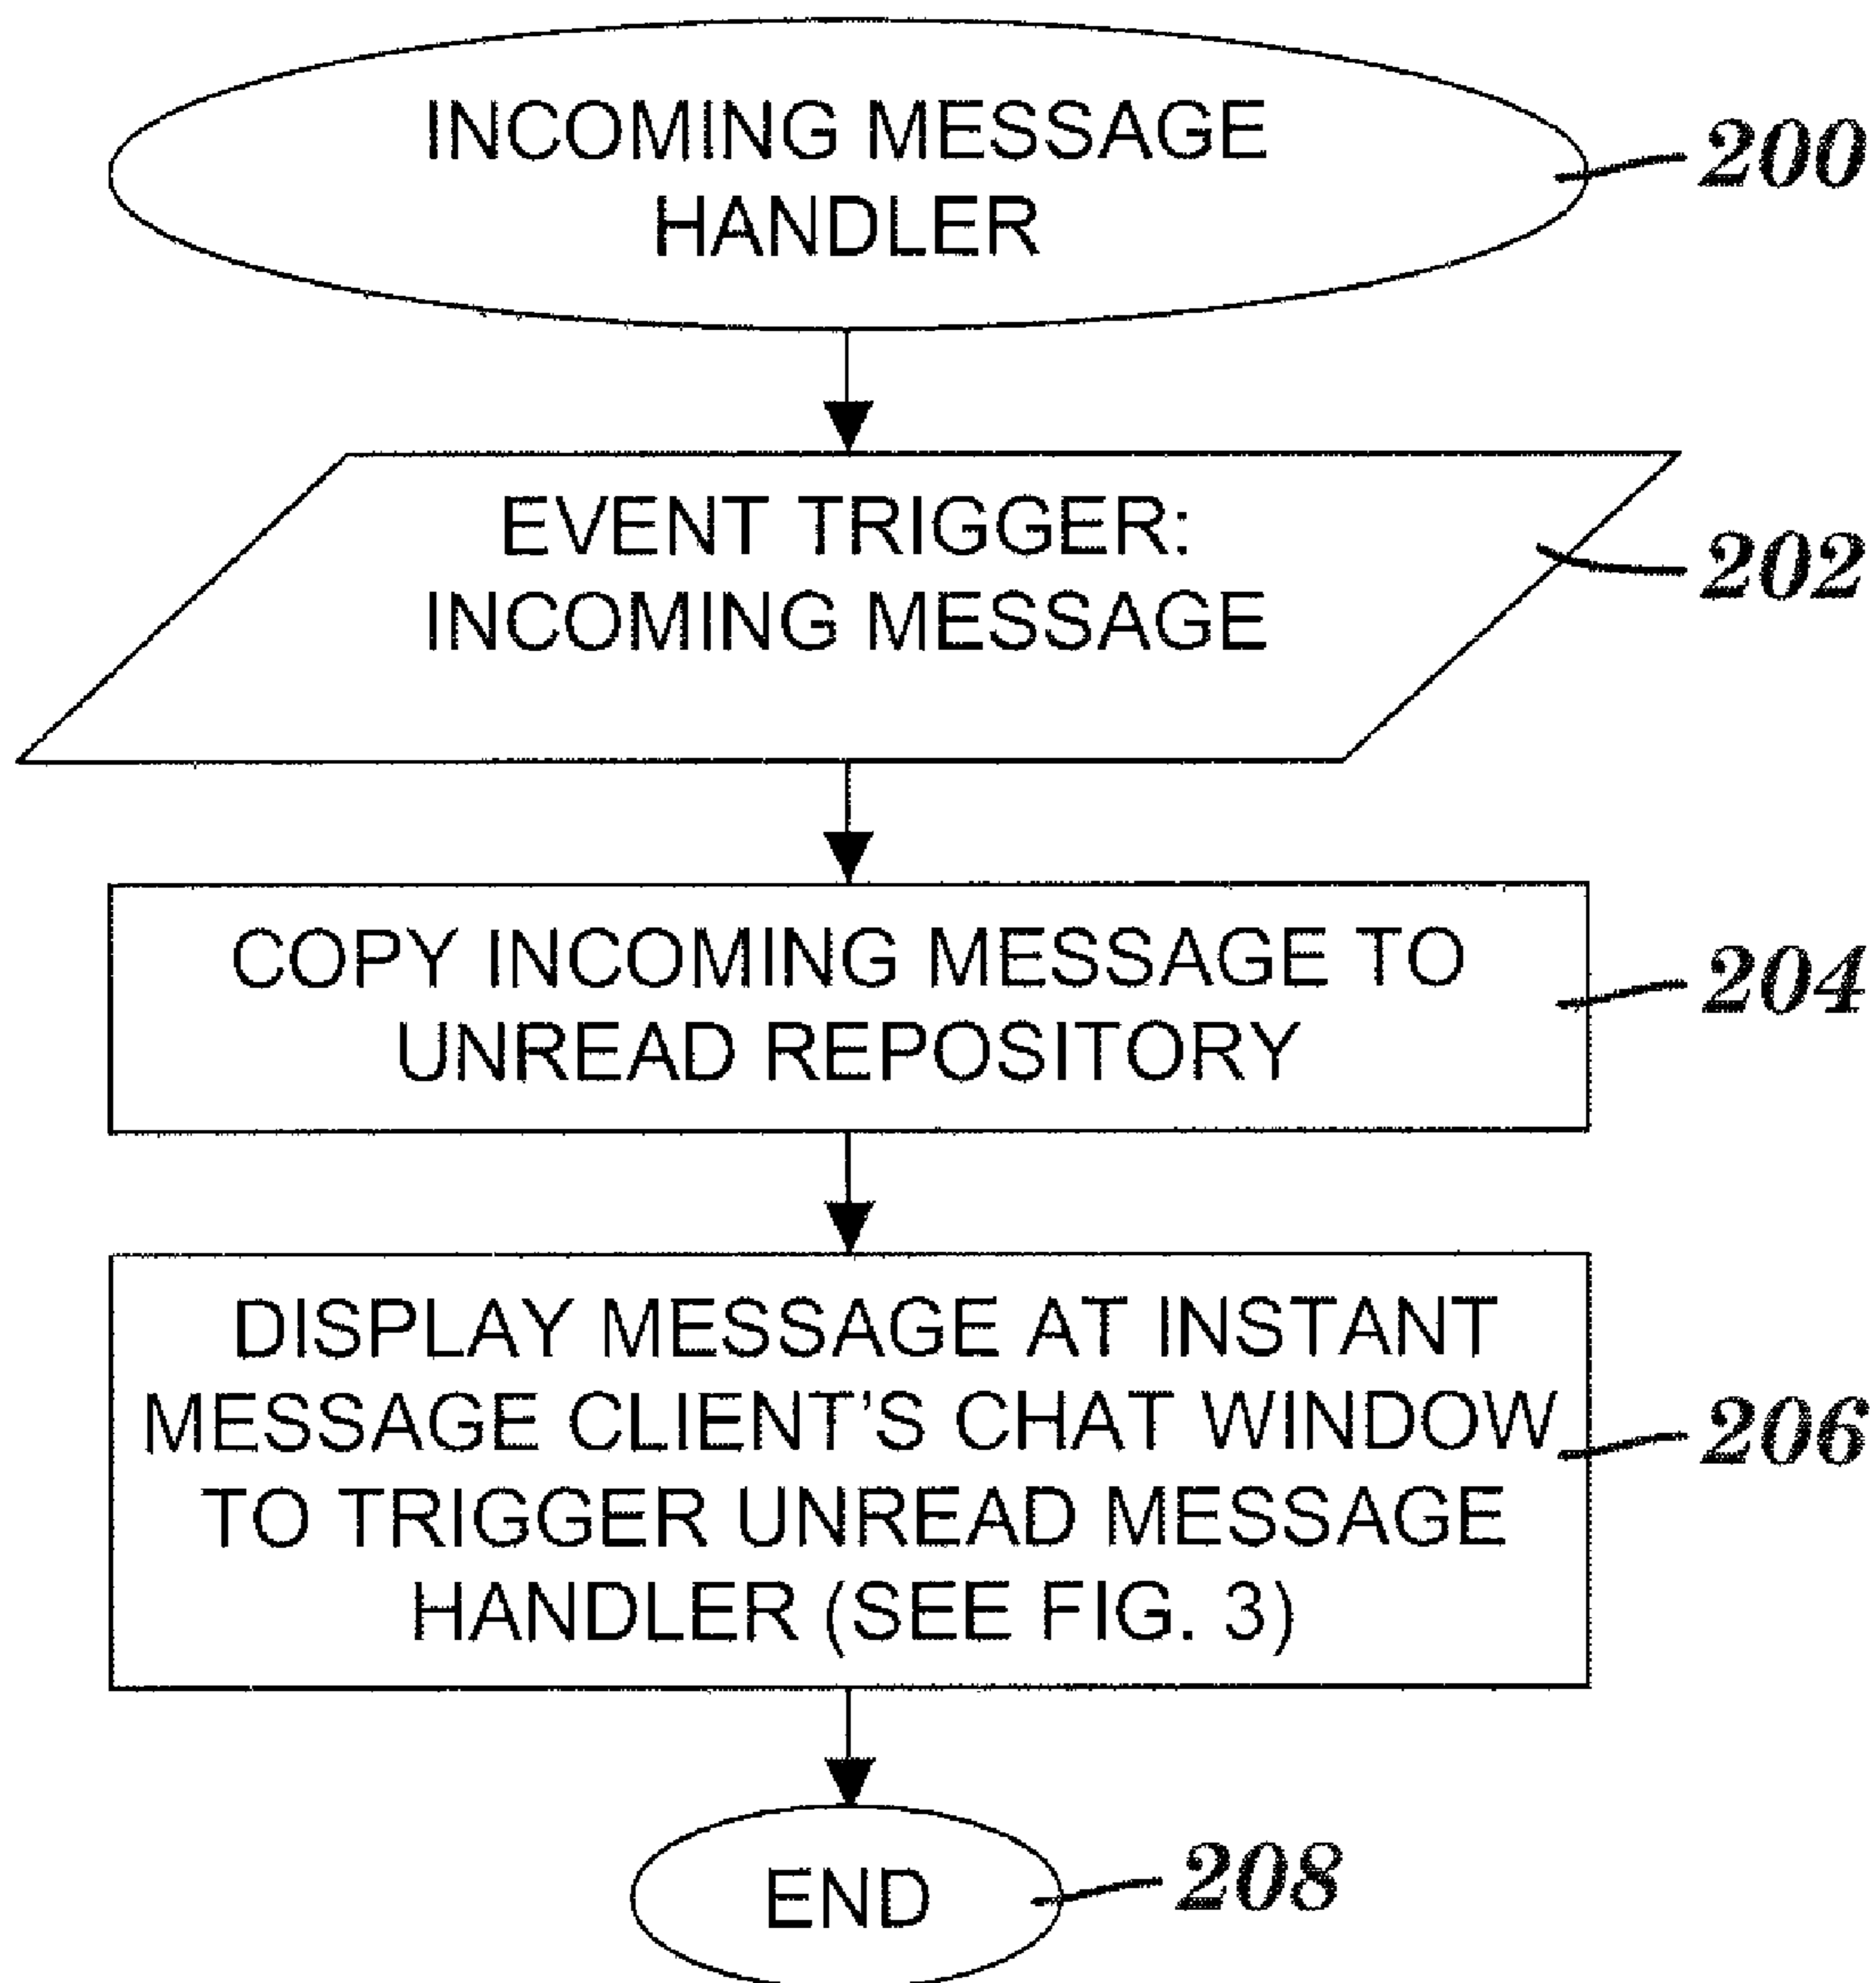 INCOMING MESSAGE
HANDLER
200
EVENT TRIGGER:
INCOMING MESSAGE
202
COPY INCOMING MESSAGE TO
UNREAD REPOSITORY
204
DISPLAY MESSAGE AT INSTANT
MESSAGE CLIENT'S CHAT WINDOW
TO TRIGGER UNREAD MESSAGE
HANDLER (SEE FIG. 3)
206
END
208